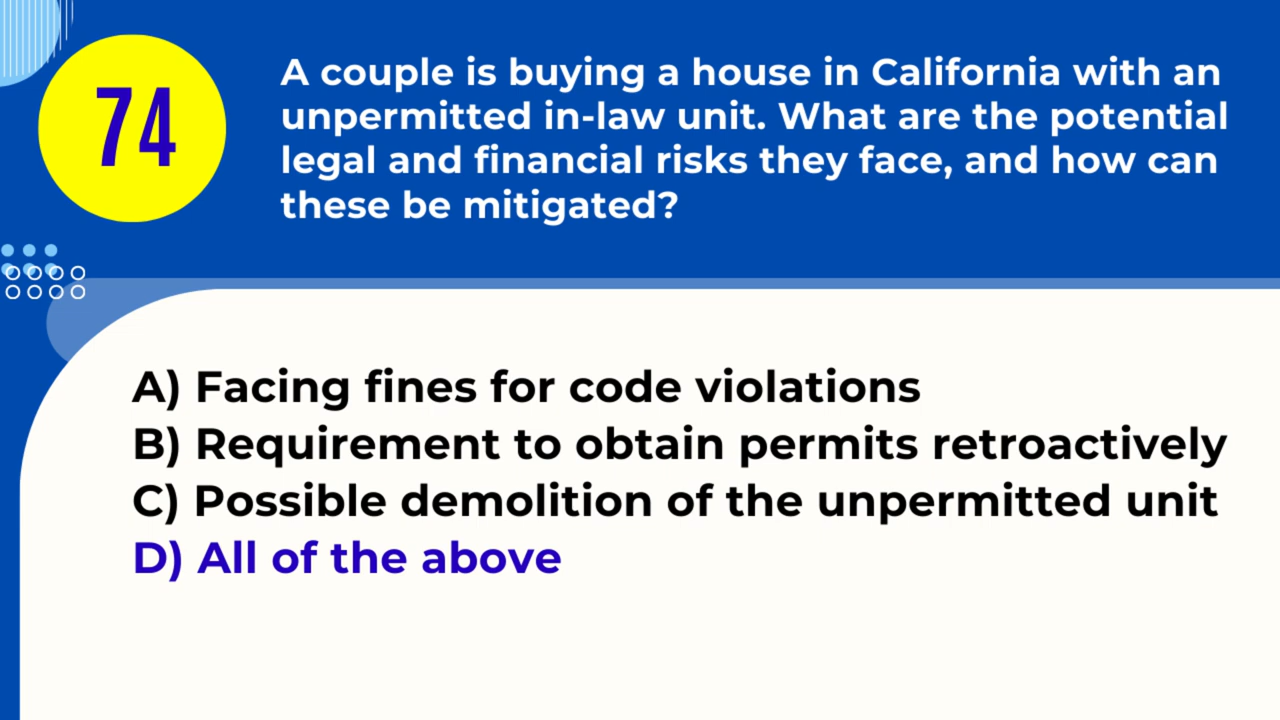 74
A couple is buying a house in California with an
unpermitted in-law unit. What are the potential
legal and financial risks they face, and how can
these be mitigated?
A) Facing fines for code violations
B) Requirement to obtain permits retroactively
C) Possible demolition of the unpermitted unit
D) All of the above